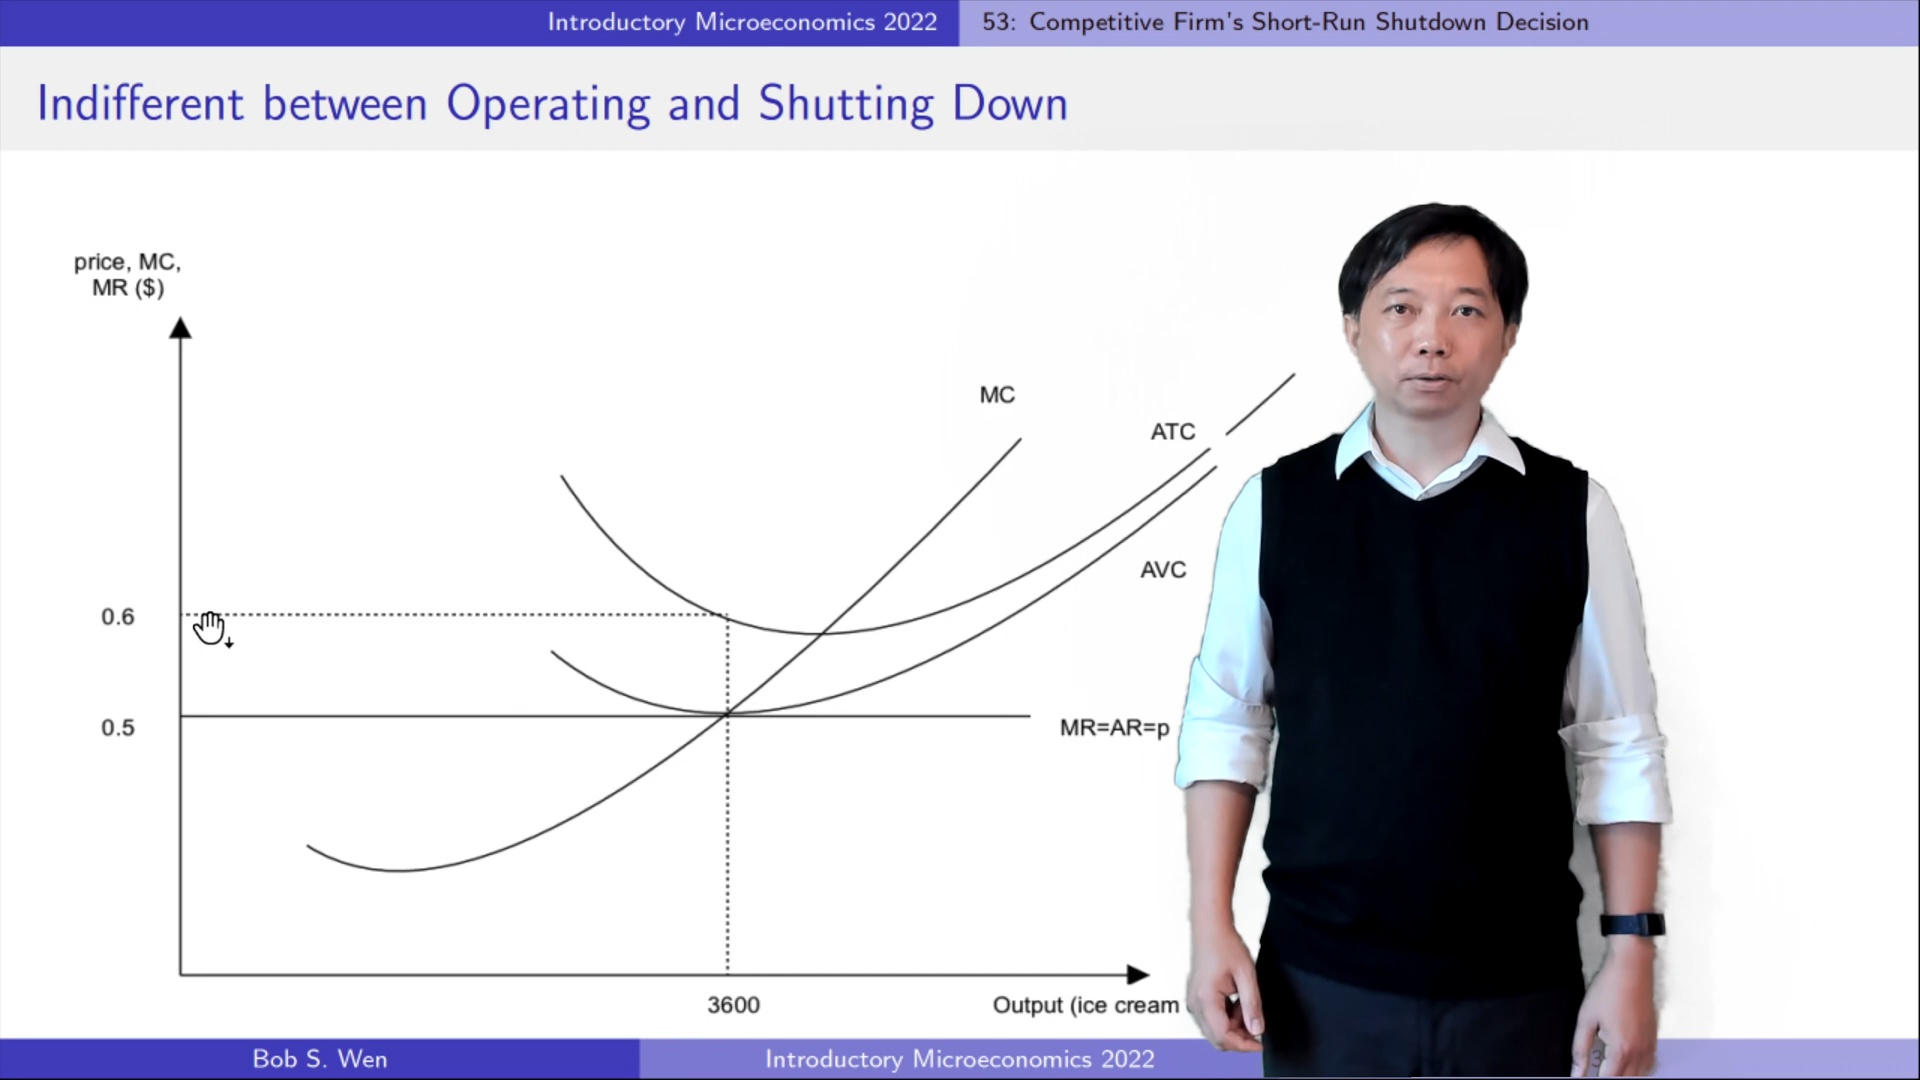 Introductory Microeconomics 2022
53: Competitive Firm's Short-Run Shutdown Decision
Indifferent between Operating and Shutting Down
price, MC,
MR ($)
MC
ATC
0.6
AVC
0.5
MR=AR=p
3600
Output (ice cream
Bob S. Wen
Introductory Microeconomics 2022